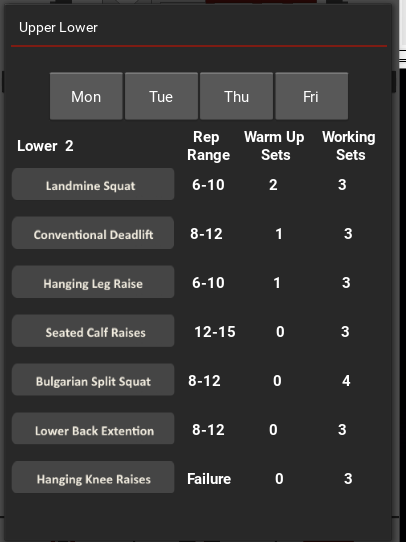 Upper Lower
Mon Tue Thu Fri
Lower 2 Rep Range Warm Up Sets Working Sets
Landmine Squat 6-10 2 3
Conventional Deadlift 8-12 1 3
Hanging Leg Raise 6-10 1 3
Seated Calf Raises 12-15 0 3
Bulgarian Split Squat 8-12 0 4
Lower Back Extention 8-12 0 3
Hanging Knee Raises Failure 0 3